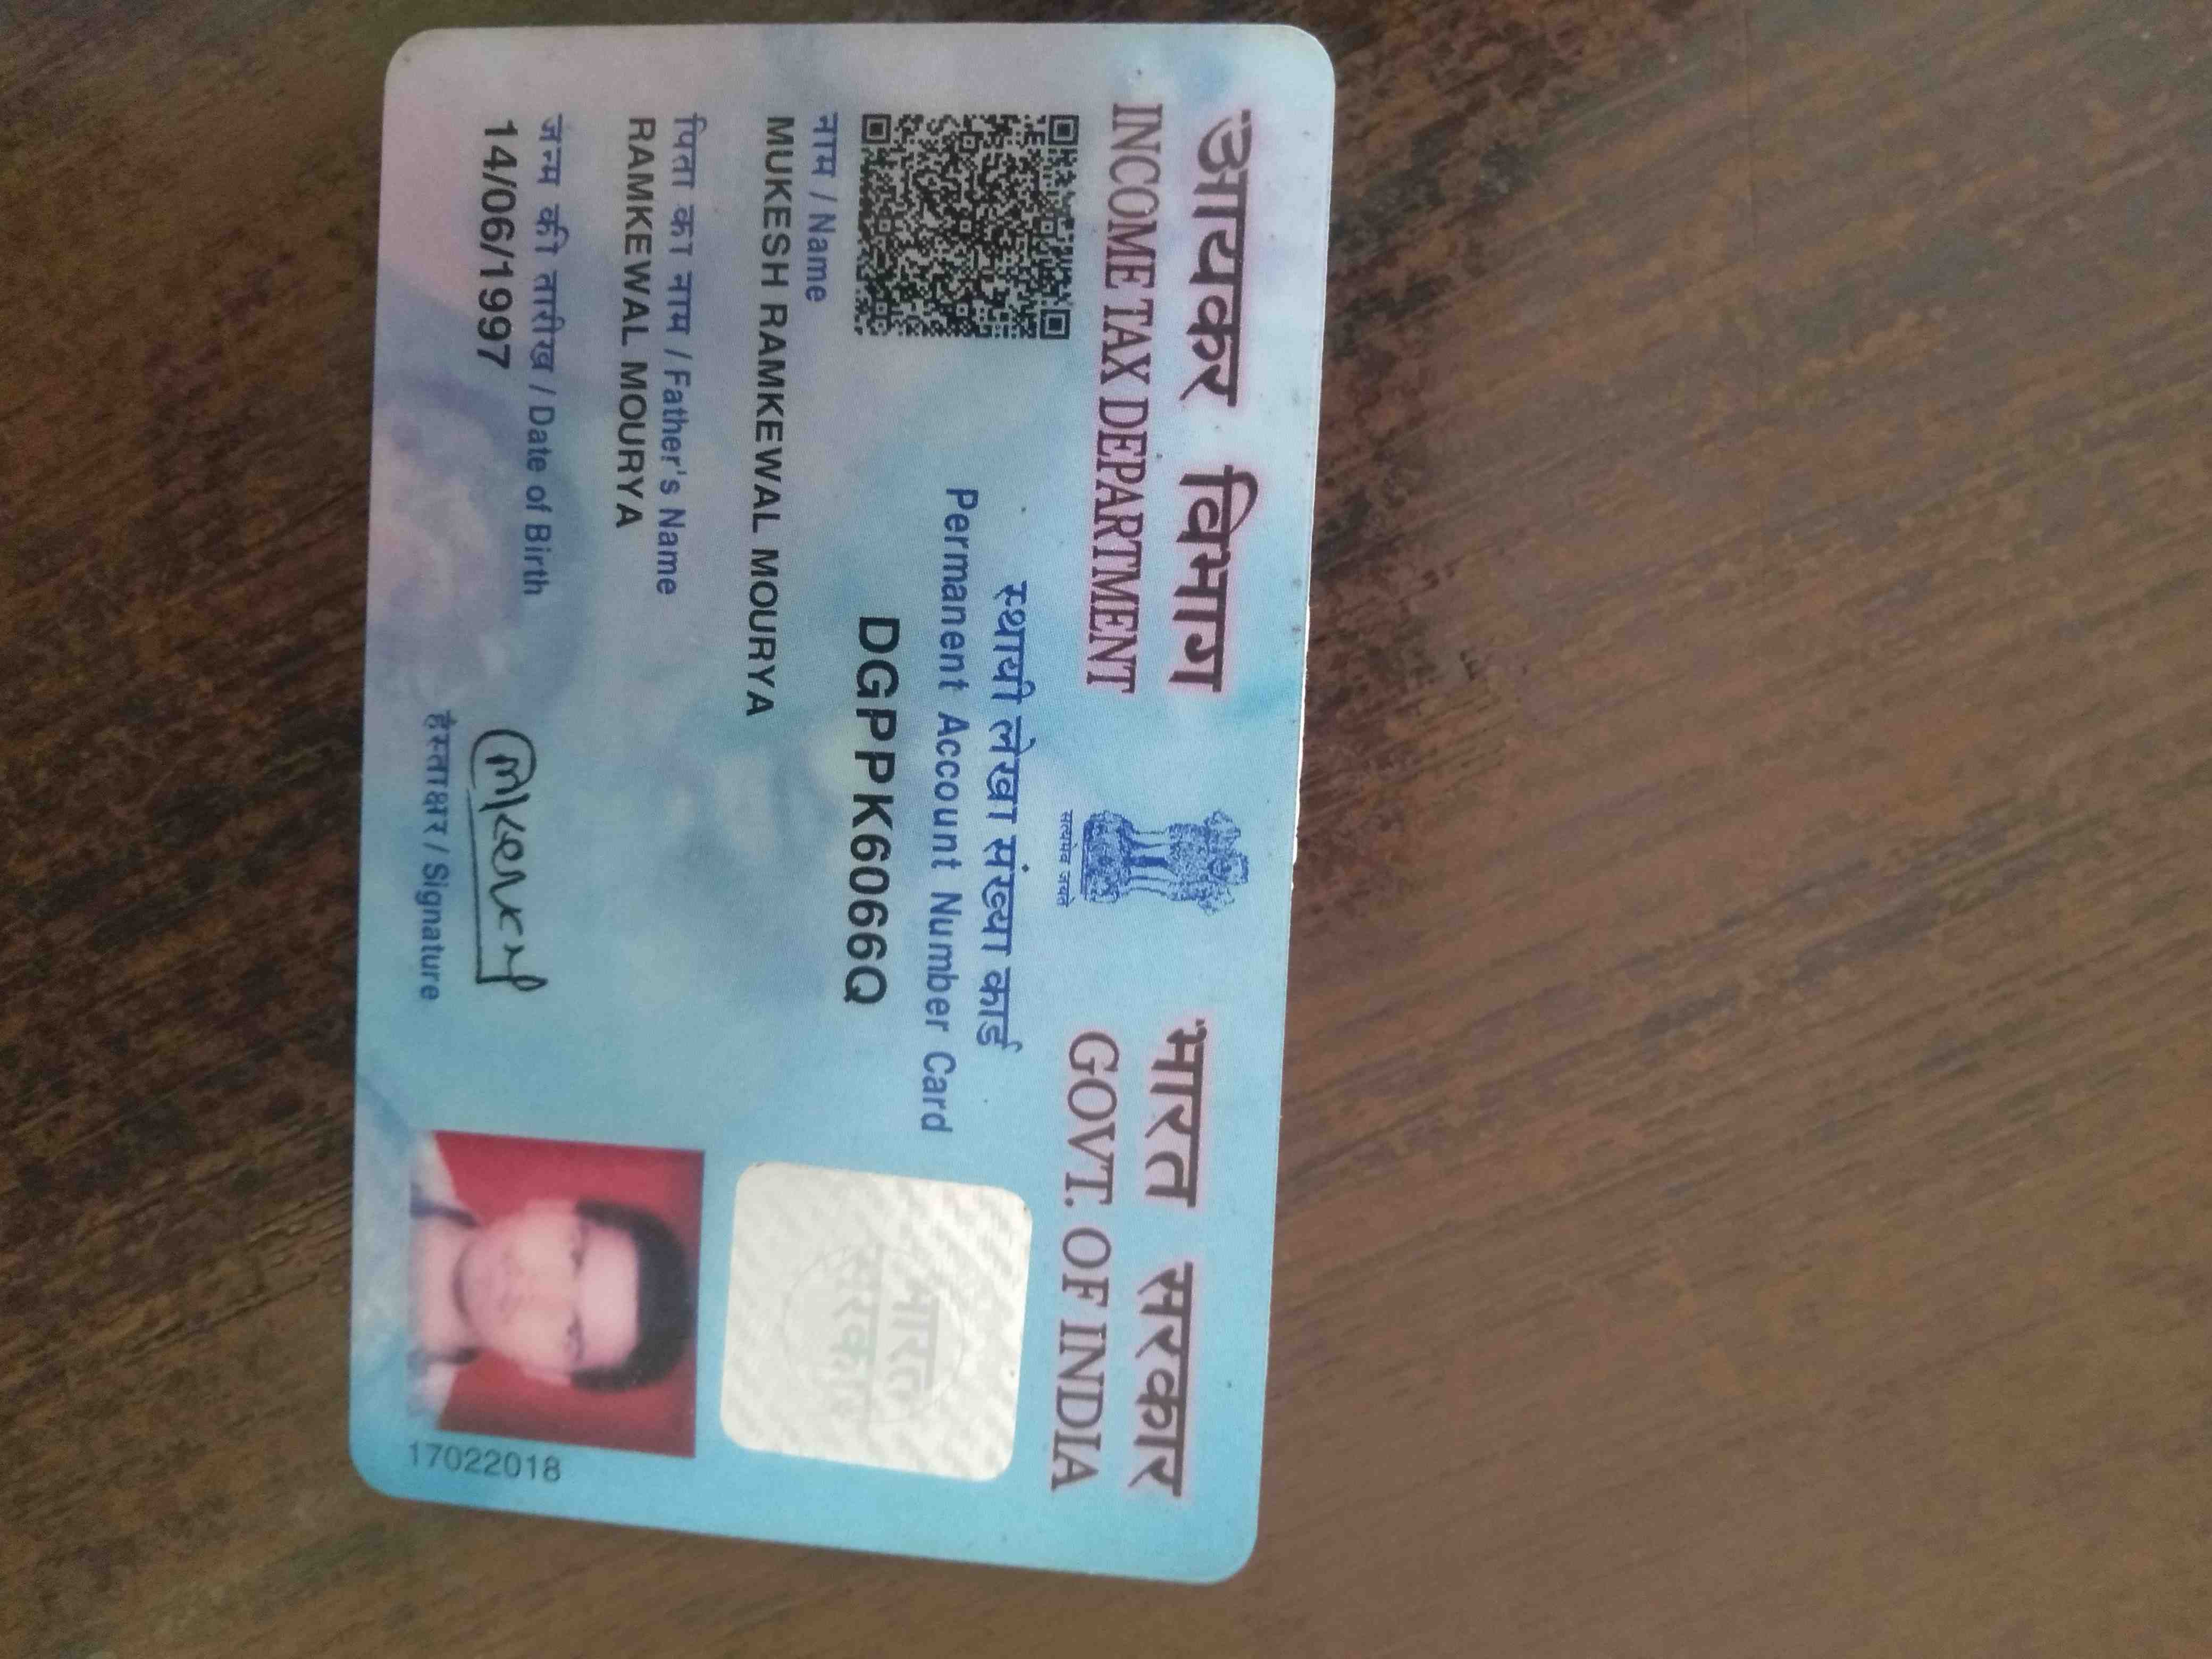 आयकर विभाग
INCOME TAX DEPARTMENT
सत्यमेव जयते
भारत सरकार
GOVT. OF INDIA
स्थायी लेखा संख्या कार्ड
Permanent Account Number Card
DGPPK6066Q
नाम / Name
MUKESH RAMKEWAL MOURYA
पिता का नाम / Father's Name
RAMKEWAL MOURYA
जन्म की तारीख / Date of Birth
14/06/1997
हस्ताक्षर / Signature
भारत
सरकार
17022018